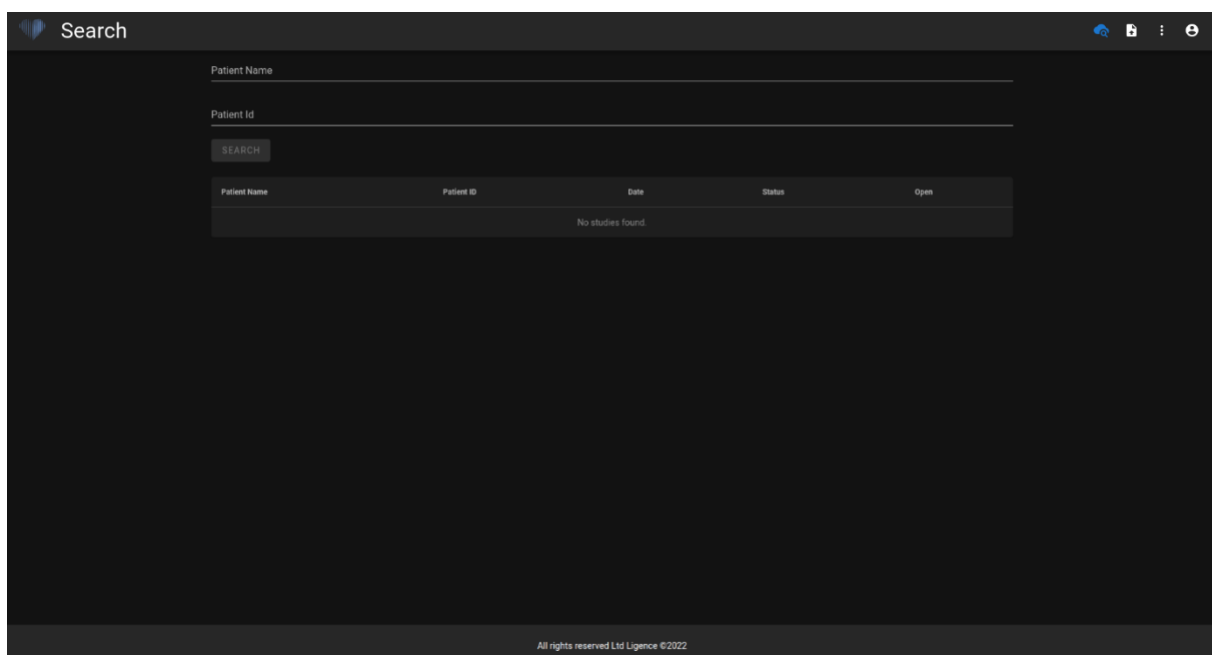 Search
Patient Name
Patient Id
SEARCH
Patient Name Patient ID Date Status Open
No studies found.
All rights reserved Ltd Ligence ©2022